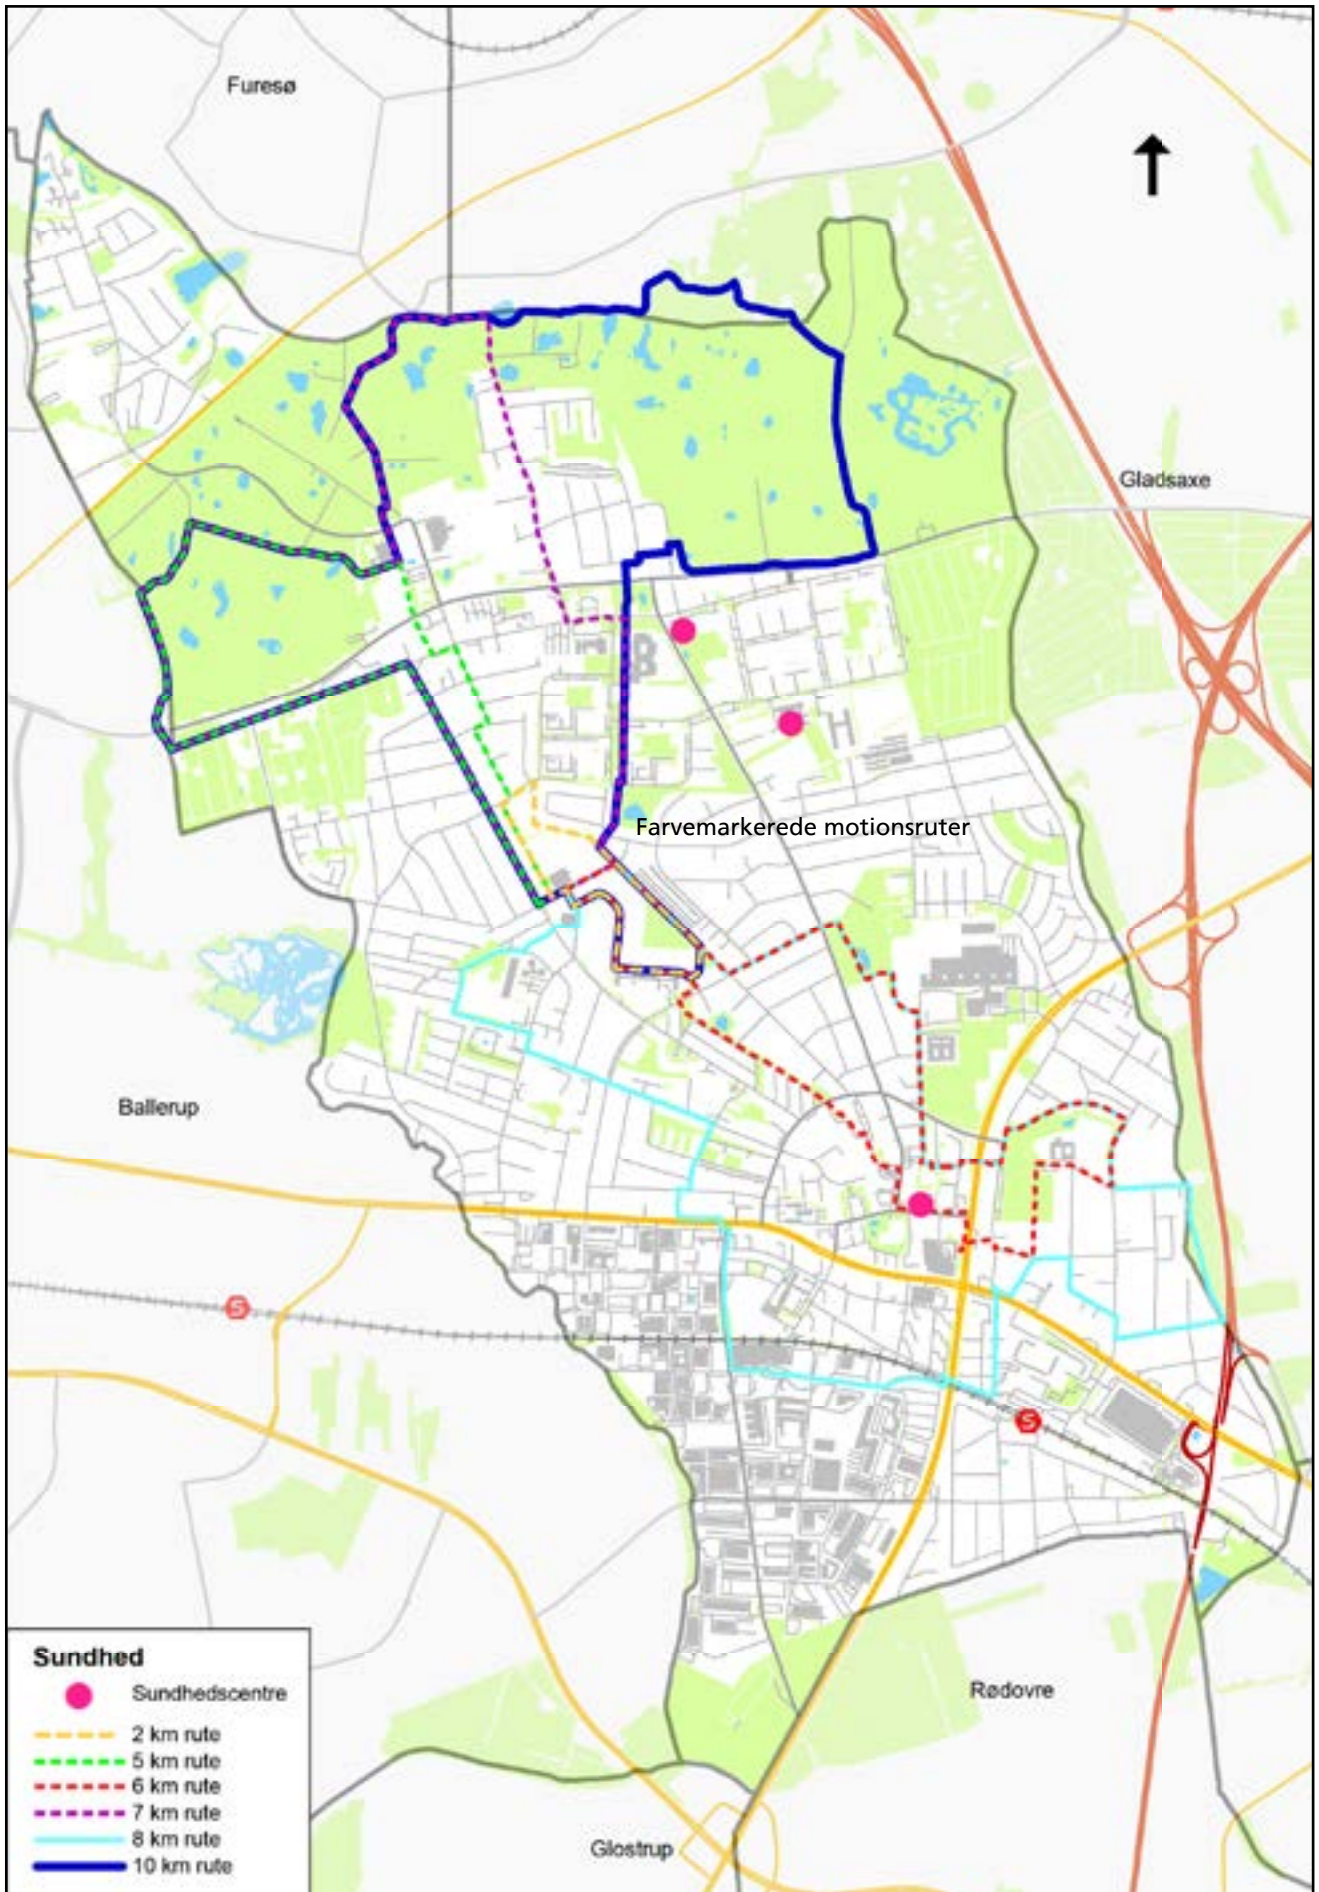 Furesø
Gladsaxe
Farvemarkerede motionsruter
Ballerup
S
S
Sundhed
Sundhedscentre
2 km rute
5 km rute
6 km rute
7 km rute
8 km rute
10 km rute
Rødovre
Glostrup